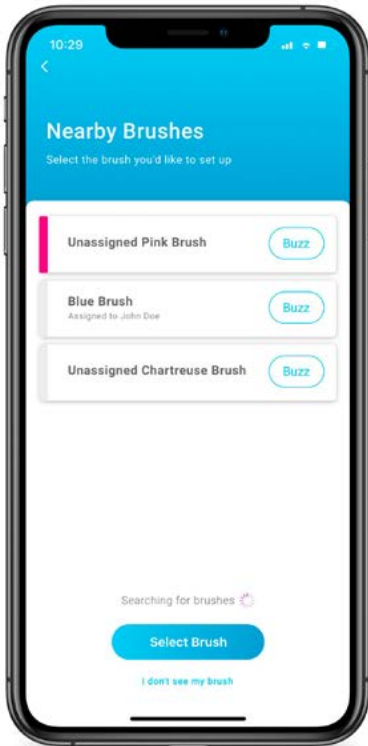 10:29
Nearby Brushes
Select the brush you'd like to set up
Unassigned Pink Brush
Buzz
Blue Brush
Assigned to John Doe
Buzz
Unassigned Chartreuse Brush
Buzz
Searching for brushes
Select Brush
I don't see my brush